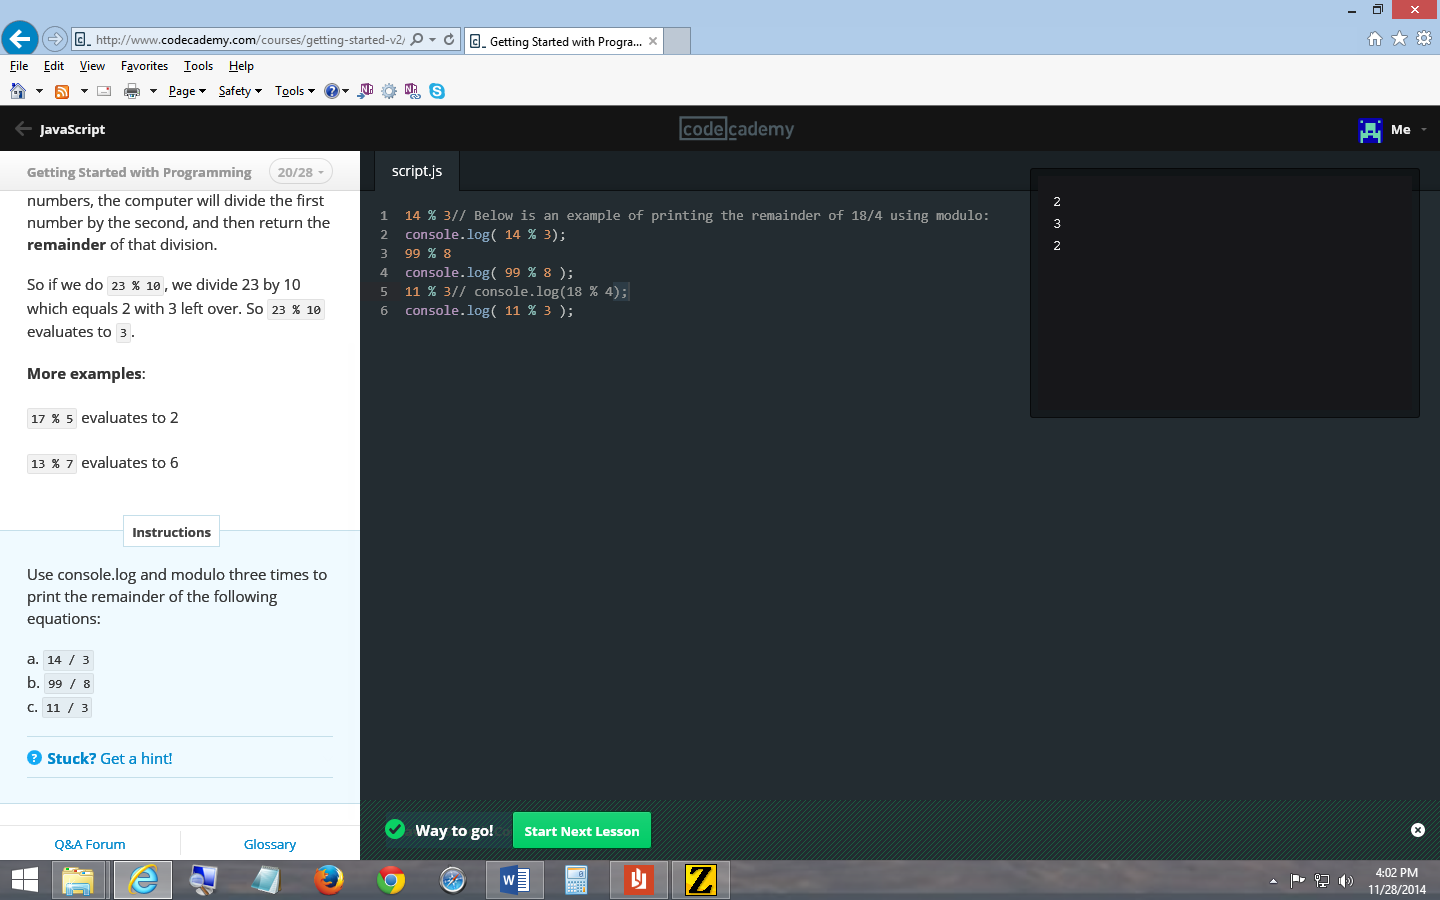 http://www.codecademy.com/courses/getting-started-v2/
Getting Started with Progra...
File Edit View Favorites Tools Help
Page Safety Tools
JavaScript
codecademy
Me
Getting Started with Programming 20/28
numbers, the computer will divide the first
number by the second, and then return the
remainder of that division.
So if we do 23 % 10, we divide 23 by 10
which equals 2 with 3 left over. So 23 % 10
evaluates to 3.
More examples:
17 % 5 evaluates to 2
13 % 7 evaluates to 6
Instructions
Use console.log and modulo three times to
print the remainder of the following
equations:
a. 14 / 3
b. 99 / 8
c. 11 / 3
? Stuck? Get a hint!
Q&A Forum Glossary
script.js
1 14 % 3// Below is an example of printing the remainder of 18/4 using modulo:
2 console.log( 14 % 3);
3 99 % 8
4 console.log( 99 % 8 );
5 11 % 3// console.log(18 % 4);
6 console.log( 11 % 3 );
2
3
2
Way to go! Start Next Lesson
4:02 PM
11/28/2014